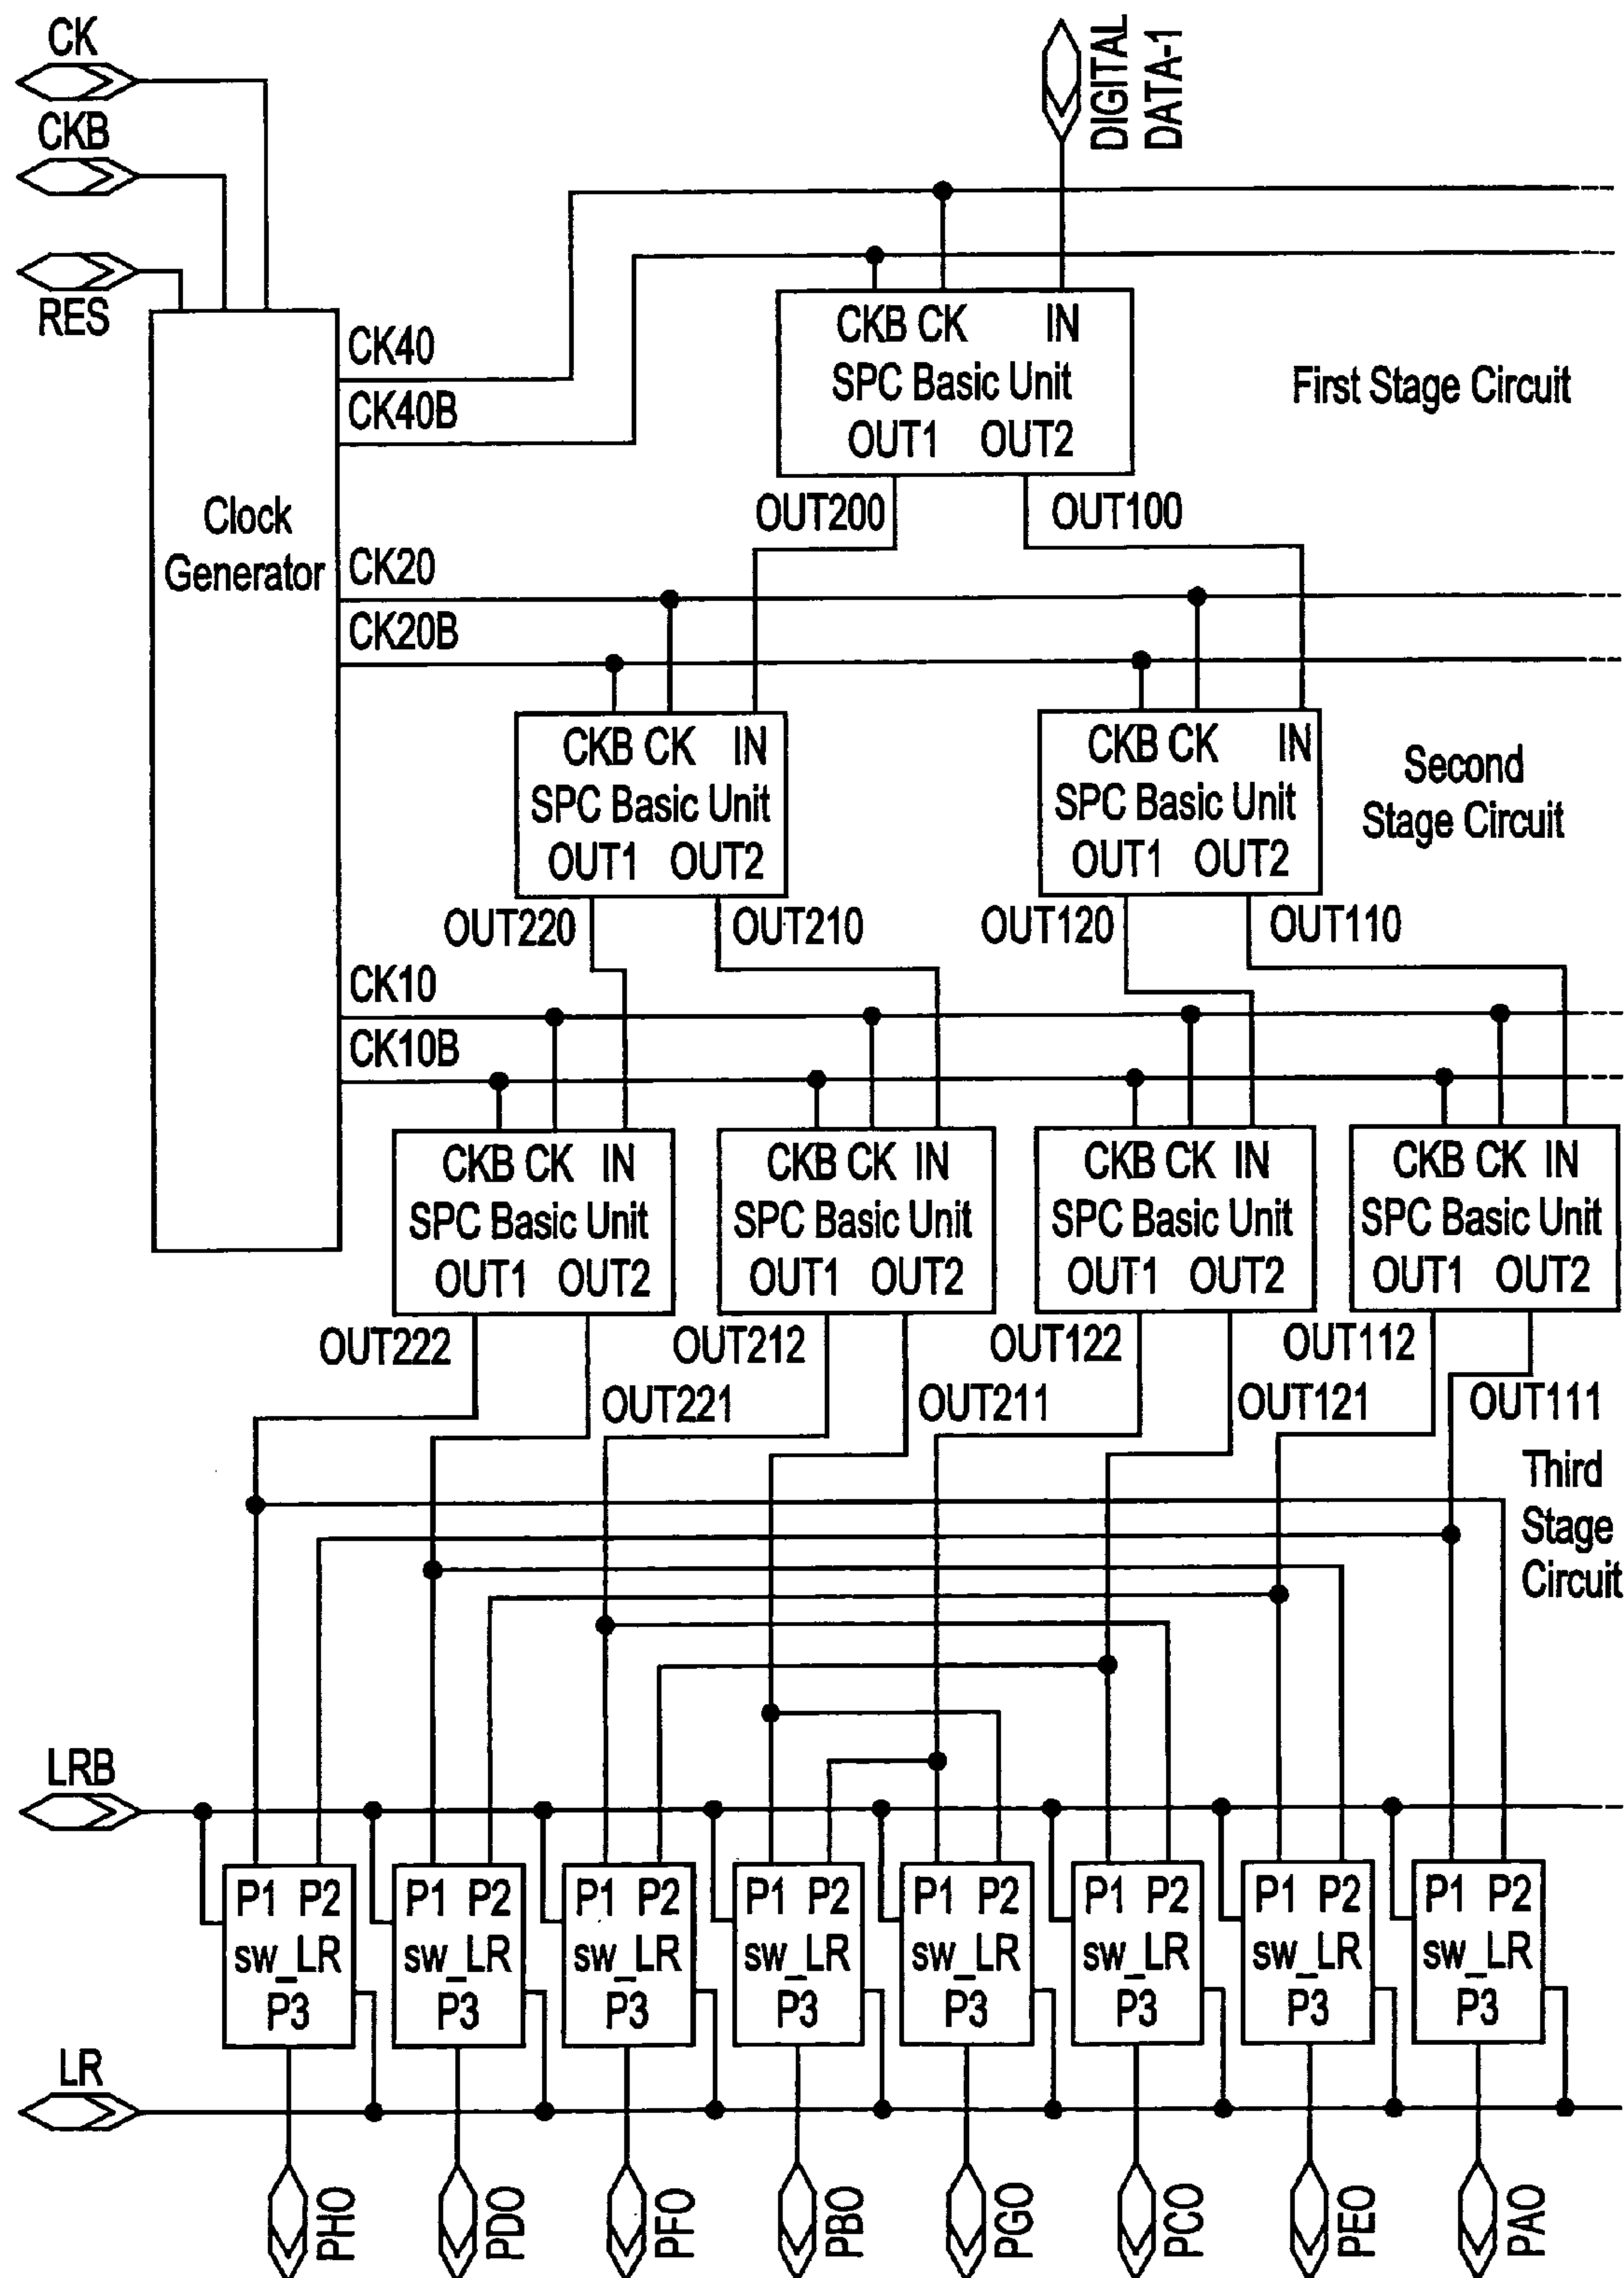 CK
CKB
RES
DIGITAL
DATA-1
CK40
CK40B
CKB CK IN
SPC Basic Unit
OUT1 OUT2
First Stage Circuit
Clock
Generator
OUT200
OUT100
CK20
CK20B
CKB CK IN
SPC Basic Unit
OUT1 OUT2
CKB CK IN
SPC Basic Unit
OUT1 OUT2
Second
Stage Circuit
OUT220
OUT210
OUT120
OUT110
CK10
CK10B
CKB CK IN
SPC Basic Unit
OUT1 OUT2
CKB CK IN
SPC Basic Unit
OUT1 OUT2
CKB CK IN
SPC Basic Unit
OUT1 OUT2
CKB CK IN
SPC Basic Unit
OUT1 OUT2
OUT222
OUT221
OUT212
OUT211
OUT122
OUT121
OUT112
OUT111
Third
Stage
Circuit
LRB
P1 P2
sw_LR
P3
P1 P2
sw_LR
P3
P1 P2
sw_LR
P3
P1 P2
sw_LR
P3
P1 P2
sw_LR
P3
P1 P2
sw_LR
P3
P1 P2
sw_LR
P3
P1 P2
sw_LR
P3
LR
PHO
PDO
PFO
PBO
PGO
PCO
PEO
PAO